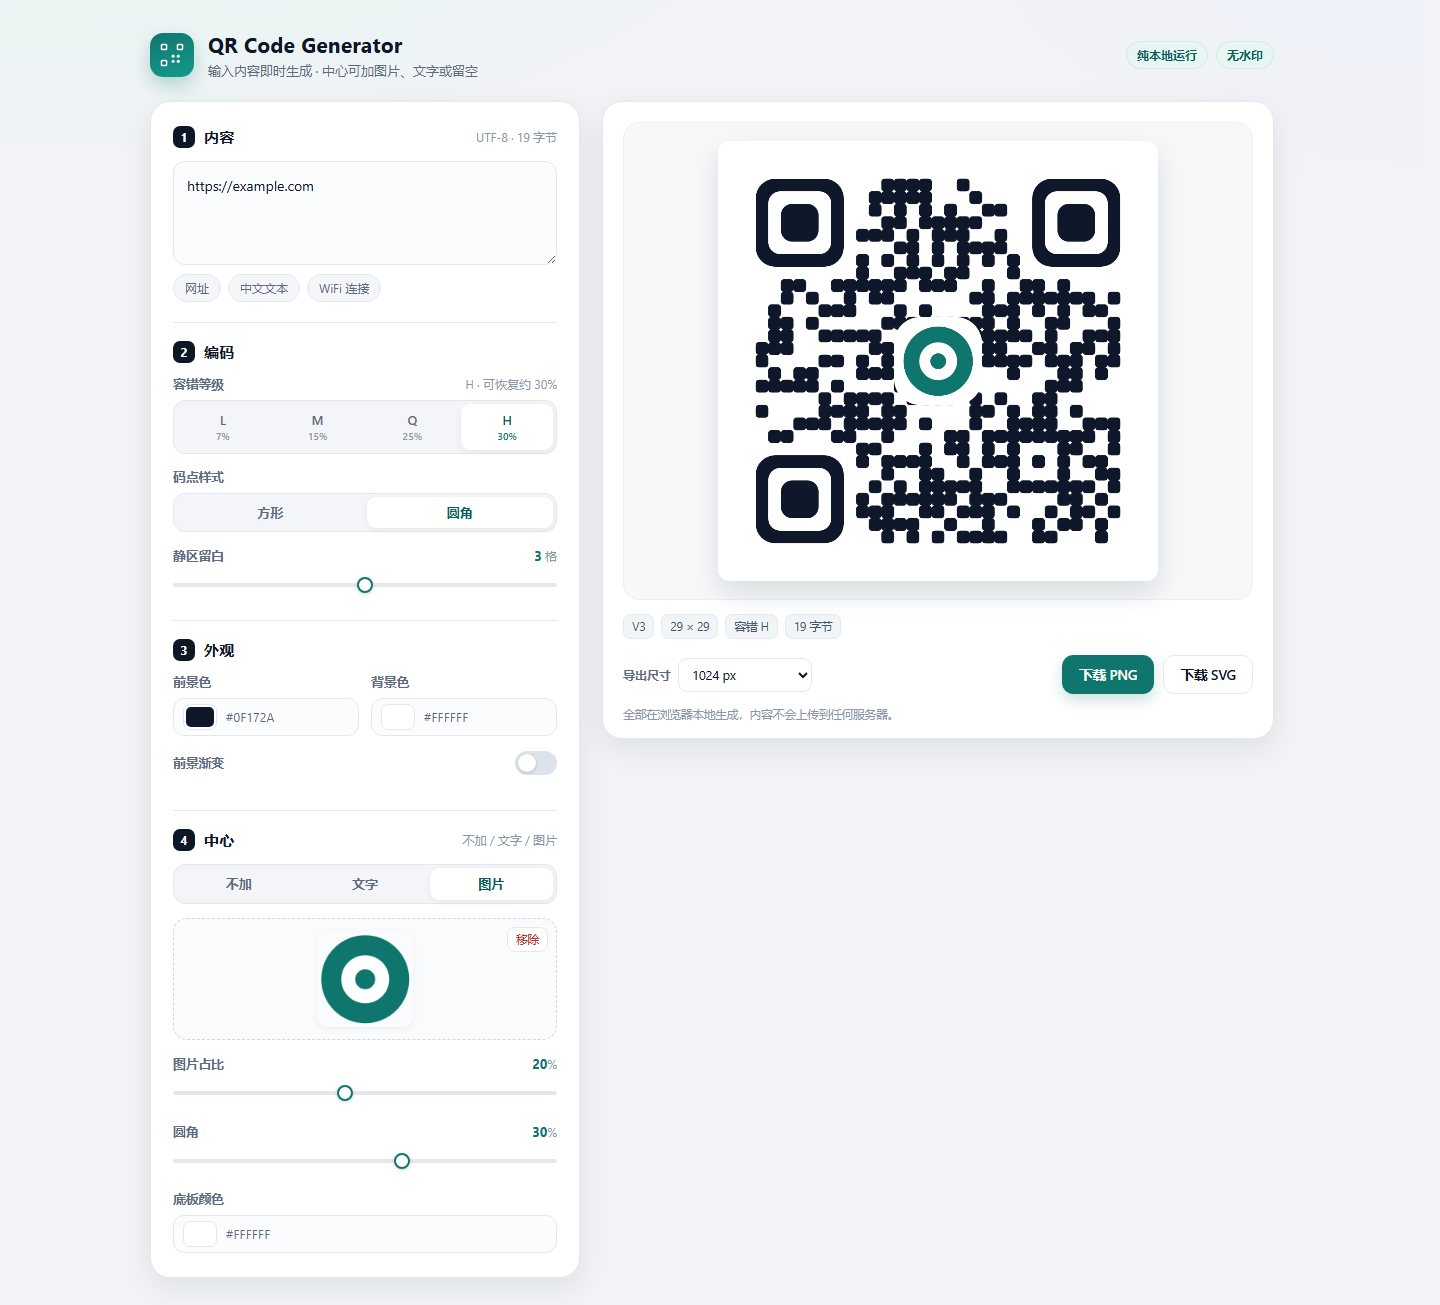 QR Code Generator
输入内容即时生成 · 中心可加图片、文字或留空
纯本地运行
无水印
1 内容
UTF-8 · 19 字节
https://example.com
网址
中文文本
WiFi 连接
2 编码
容错等级
H · 可恢复约 30%
L
7%
M
15%
Q
25%
H
30%
码点样式
方形
圆角
静区留白
3 格
3 外观
前景色
背景色
#0F172A
#FFFFFF
前景渐变
4 中心
不加 / 文字 / 图片
不加
文字
图片
移除
图片占比
20%
圆角
30%
底板颜色
#FFFFFF
V3
29 × 29
容错 H
19 字节
导出尺寸
1024 px
下载 PNG
下载 SVG
全部在浏览器本地生成，内容不会上传到任何服务器。